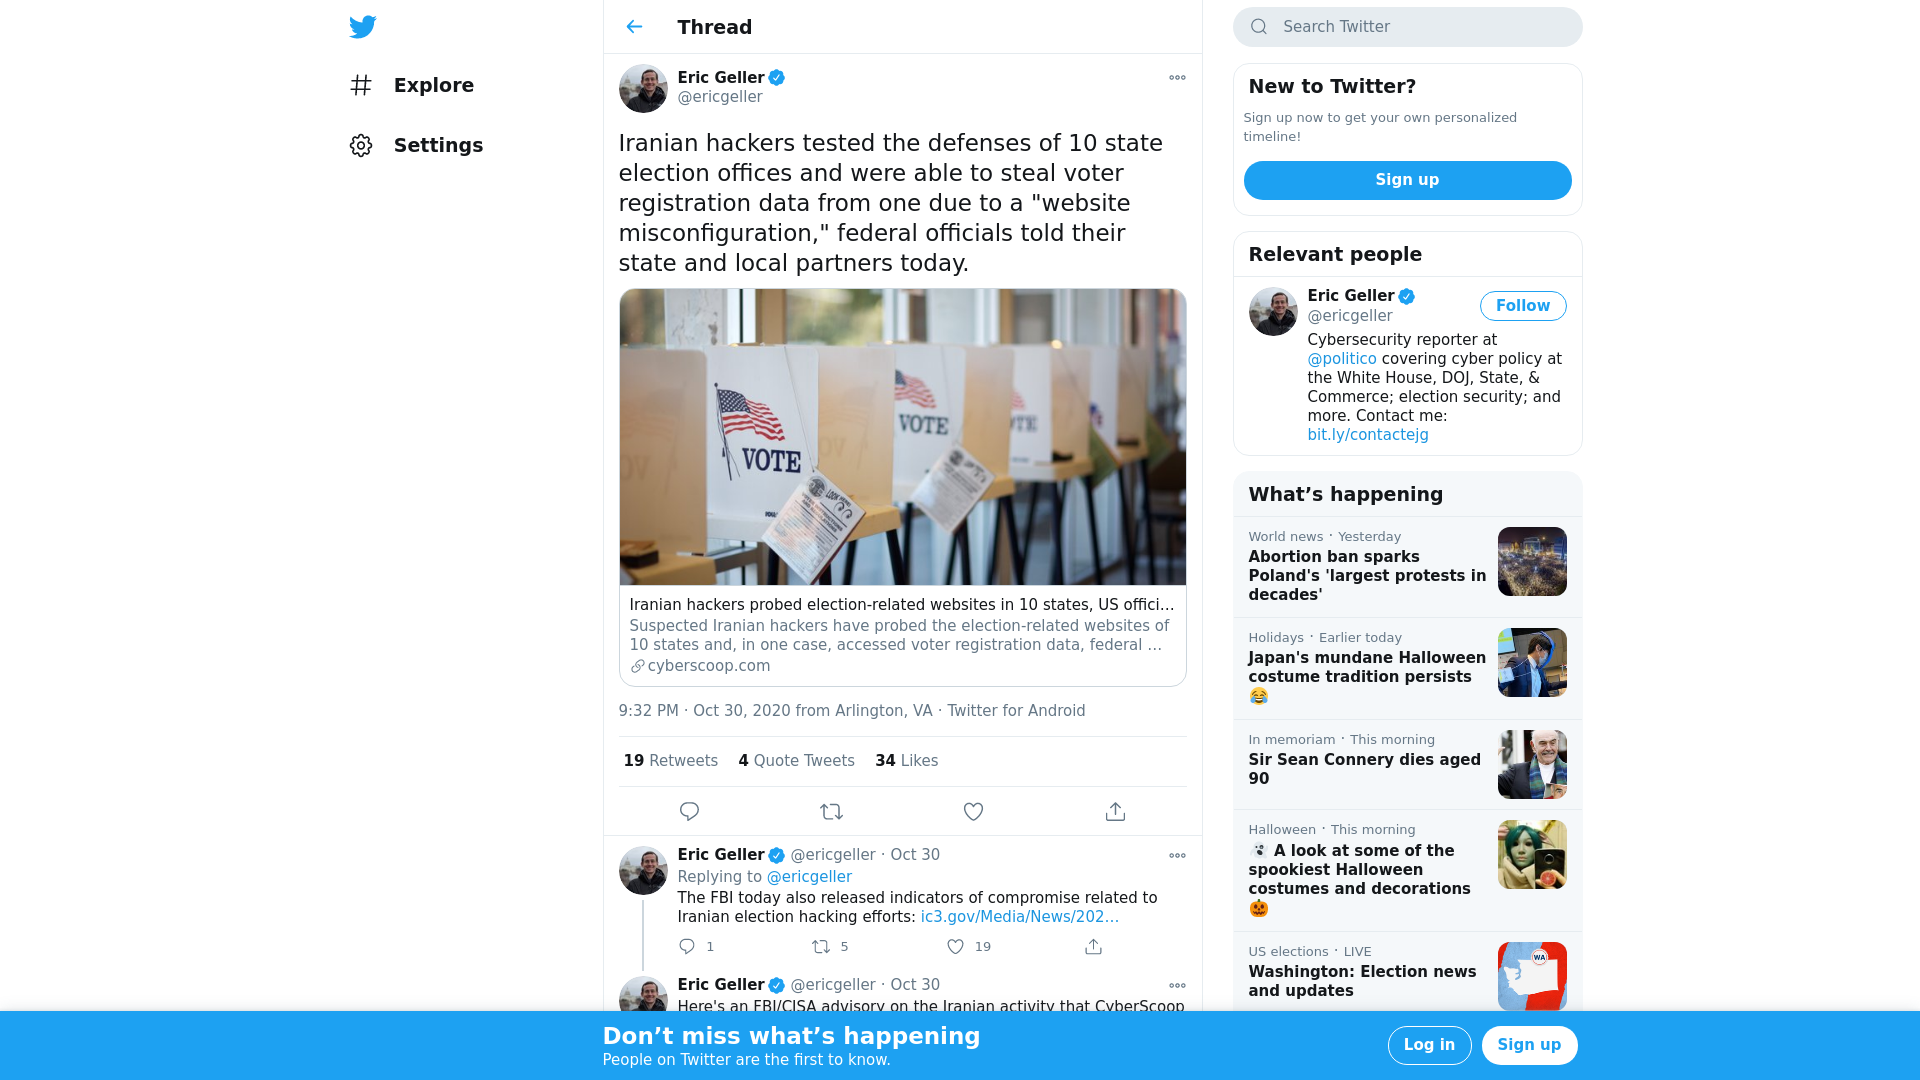 Explore
Settings
Thread
Eric Geller
@ericgeller
Iranian hackers tested the defenses of 10 state
election offices and were able to steal voter
registration data from one due to a "website
misconfiguration," federal officials told their
state and local partners today.
VOTE
VOTE
Iranian hackers probed election-related websites in 10 states, US offici…
Suspected Iranian hackers have probed the election-related websites of
10 states and, in one case, accessed voter registration data, federal …
cyberscoop.com
9:32 PM · Oct 30, 2020 from Arlington, VA · Twitter for Android
19 Retweets 4 Quote Tweets 34 Likes
Eric Geller @ericgeller · Oct 30
Replying to @ericgeller
The FBI today also released indicators of compromise related to
Iranian election hacking efforts: ic3.gov/Media/News/202…
1 5 19
Eric Geller @ericgeller · Oct 30
Here's an FBI/CISA advisory on the Iranian activity that CyberScoop
Search Twitter
New to Twitter?
Sign up now to get your own personalized
timeline!
Sign up
Relevant people
Eric Geller
@ericgeller
Follow
Cybersecurity reporter at
@politico covering cyber policy at
the White House, DOJ, State, &
Commerce; election security; and
more. Contact me:
bit.ly/contactejg
What’s happening
World news · Yesterday
Abortion ban sparks
Poland's 'largest protests in
decades'
Holidays · Earlier today
Japan's mundane Halloween
costume tradition persists
😂
In memoriam · This morning
Sir Sean Connery dies aged
90
Halloween · This morning
👻 A look at some of the
spookiest Halloween
costumes and decorations
🎃
US elections · LIVE
Washington: Election news
and updates
WA
Don’t miss what’s happening
People on Twitter are the first to know.
Log in
Sign up